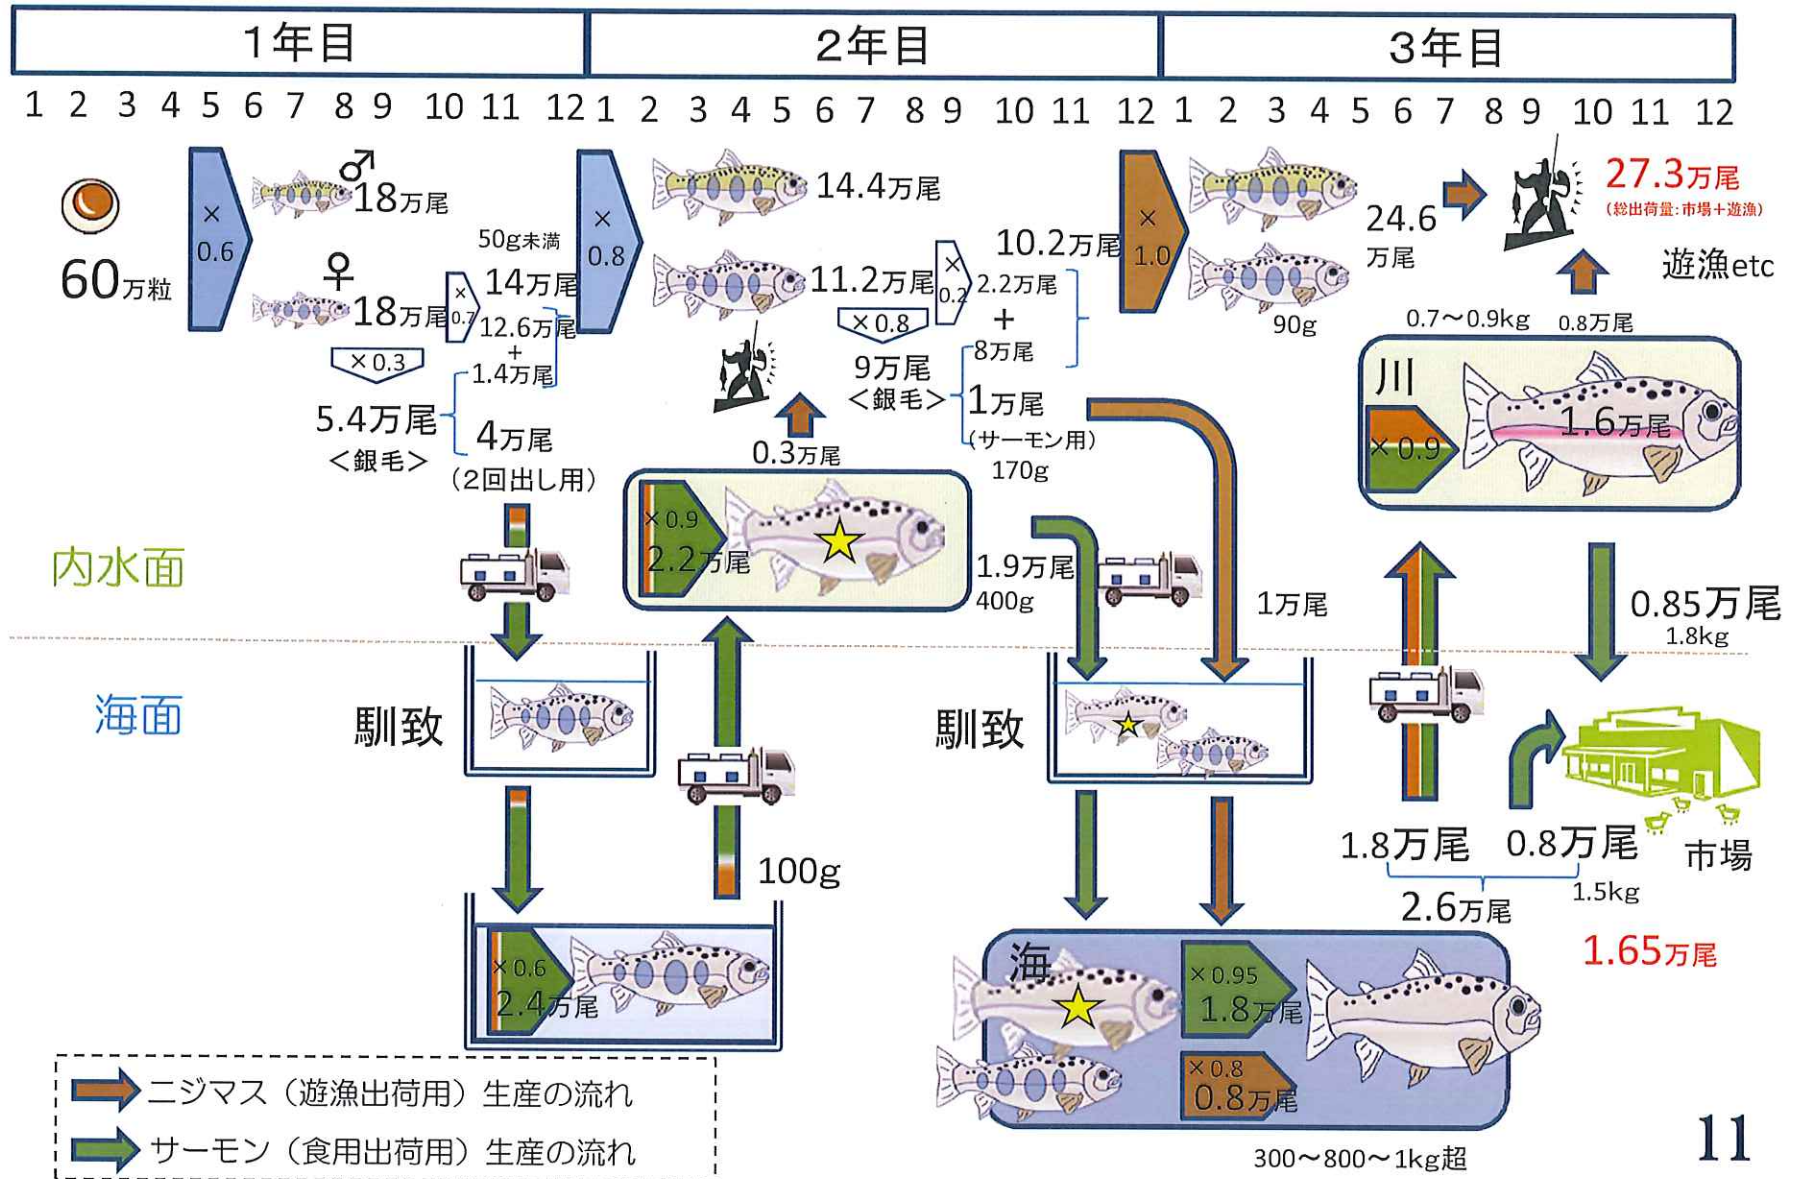 1年目
2年目
3年目
1 2 3 4 5 6 7 8 9 10 11 12 1 2 3 4 5 6 7 8 9 10 11 12 1 2 3 4 5 6 7 8 9 10 11 12
60万粒
×
0.6
♂
18万尾
♀
18万尾
×0.3
5.4万尾
<銀毛>
×
0.7
50g未満
14万尾
12.6万尾
+
1.4万尾
4万尾
(2回出し用)
×
0.8
14.4万尾
11.2万尾
×0.8
9万尾
<銀毛>
×
0.2
10.2万尾
2.2万尾
+
8万尾
1万尾
(サーモン用)
170g
×
1.0
24.6
万尾
90g
27.3万尾
(総出荷量:市場+遊漁)
遊漁etc
0.7~0.9kg
0.8万尾
川
×0.9
1.6万尾
0.3万尾
×0.9
2.2万尾
1.9万尾
400g
1万尾
0.85万尾
1.8kg
内水面
海面
馴致
馴致
100g
×0.6
2.4万尾
1.8万尾
0.8万尾
1.5kg
2.6万尾
市場
1.65万尾
海
×0.95
1.8万尾
×0.8
0.8万尾
300~800~1kg超
ニジマス(遊漁出荷用)生産の流れ
サーモン(食用出荷用)生産の流れ
11